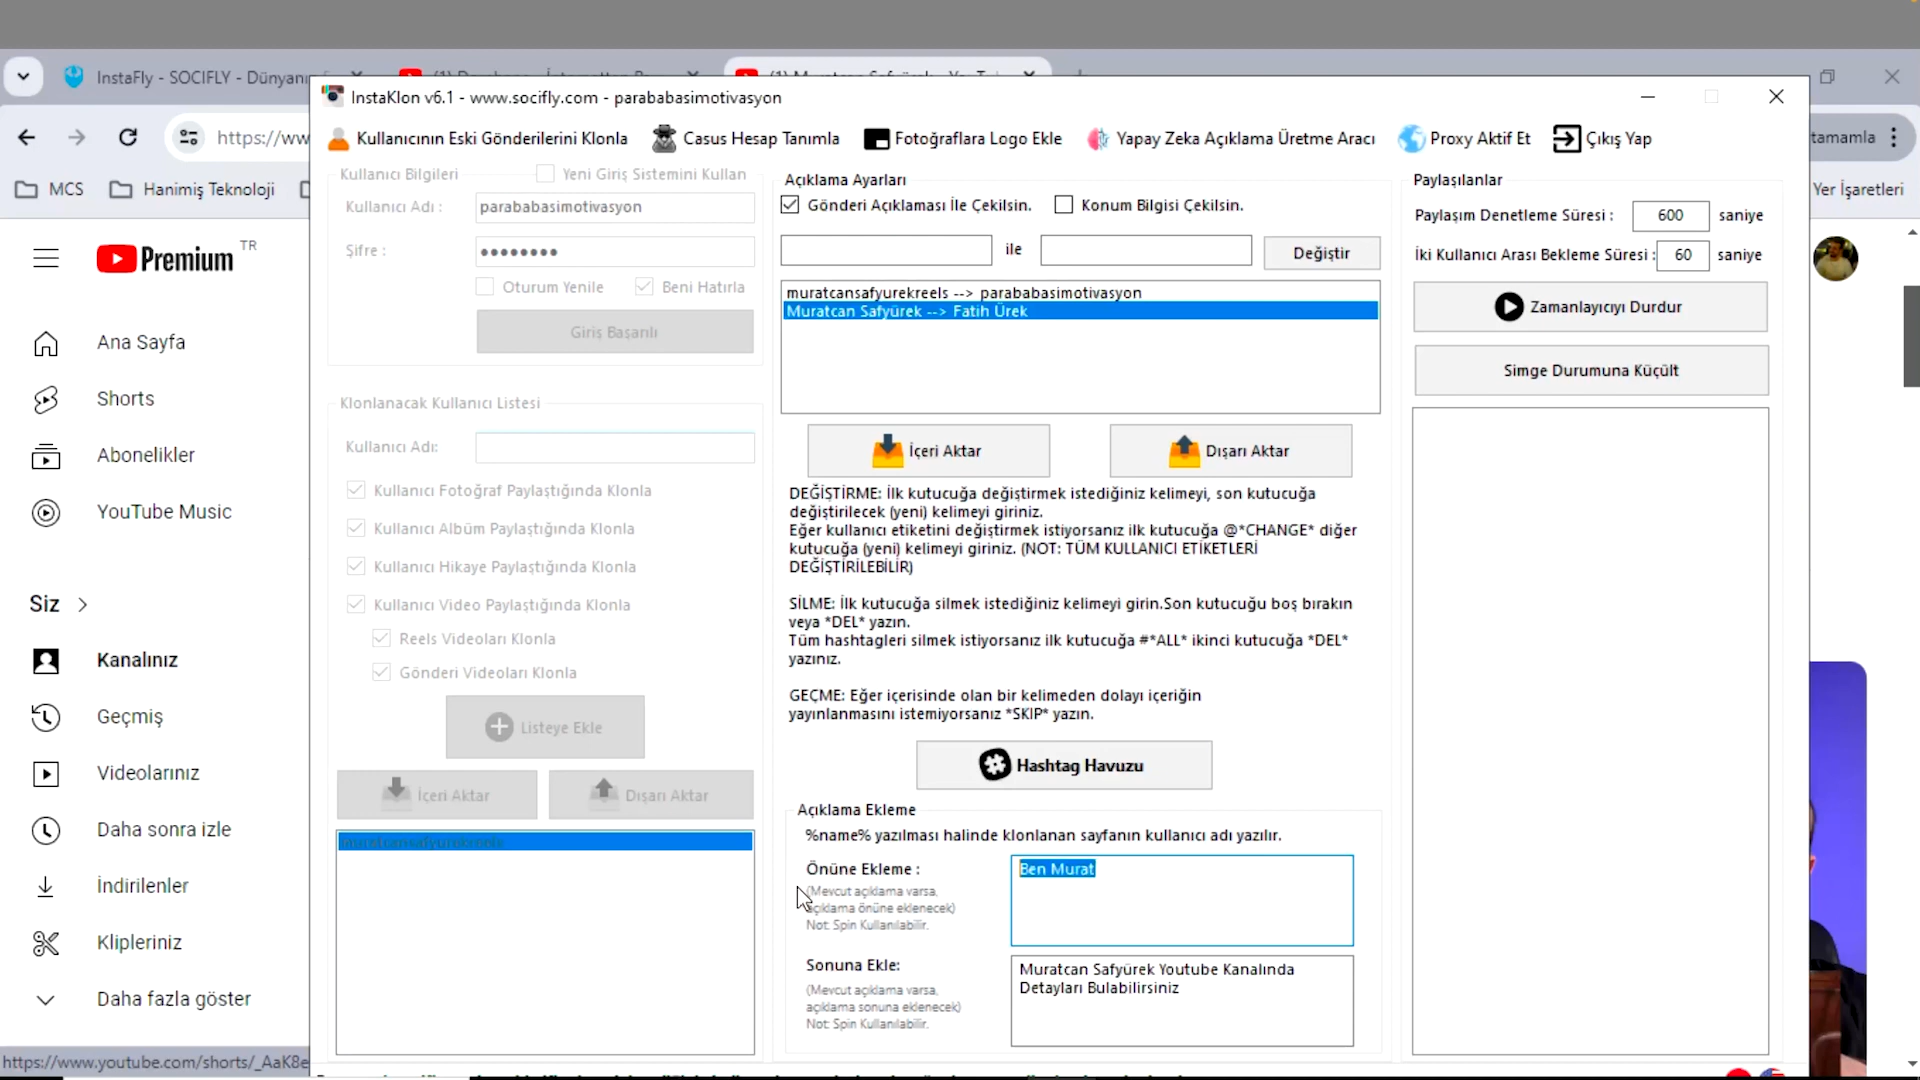 InstaFly - SOCIFLY - Dünyanı
https://ww
tamamla
MCS
Hanimiş Teknoloji
Yer İşaretleri
Premium TR
Ana Sayfa
Shorts
Abonelikler
YouTube Music
Siz
Kanalınız
Geçmiş
Videolarınız
Daha sonra izle
İndirilenler
Klipleriniz
Daha fazla göster
https://www.youtube.com/shorts/_AaK8e
InstaKlon v6.1 - www.socifly.com - parababasimotivasyon
Kullanıcının Eski Gönderilerini Klonla
Casus Hesap Tanımla
Fotoğraflara Logo Ekle
Yapay Zeka Açıklama Üretme Aracı
Proxy Aktif Et
Çıkış Yap
Kullanıcı Bilgileri
Yeni Giriş Sistemini Kullan
Kullanıcı Adı :
parababasimotivasyon
Şifre :
●●●●●●●●
Oturum Yenile
Beni Hatırla
Giriş Başarılı
Klonlanacak Kullanıcı Listesi
Kullanıcı Adı:
Kullanıcı Fotoğraf Paylaştığında Klonla
Kullanıcı Albüm Paylaştığında Klonla
Kullanıcı Hikaye Paylaştığında Klonla
Kullanıcı Video Paylaştığında Klonla
Reels Videoları Klonla
Gönderi Videoları Klonla
Listeye Ekle
İçeri Aktar
Dışarı Aktar
muratcansafyurekreels
Açıklama Ayarları
Gönderi Açıklaması İle Çekilsin.
Konum Bilgisi Çekilsin.
ile
Değiştir
muratcansafyurekreels --> parababasimotivasyon
Muratcan Safyürek --> Fatih Ürek
İçeri Aktar
Dışarı Aktar
DEĞİŞTİRME: İlk kutucuğa değiştirmek istediğiniz kelimeyi, son kutucuğa
değiştirilecek (yeni) kelimeyi giriniz.
Eğer kullanıcı etiketini değiştirmek istiyorsanız ilk kutucuğa @*CHANGE* diğer
kutucuğa (yeni) kelimeyi giriniz. (NOT: TÜM KULLANICI ETİKETLERİ
DEĞİŞTİRİLEBİLİR)
SİLME: İlk kutucuğa silmek istediğiniz kelimeyi girin.Son kutucuğu boş bırakın
veya *DEL* yazın.
Tüm hashtagleri silmek istiyorsanız ilk kutucuğa #*ALL* ikinci kutucuğa *DEL*
yazınız.
GEÇME: Eğer içerisinde olan bir kelimeden dolayı içeriğin
yayınlanmasını istemiyorsanız *SKIP* yazın.
Hashtag Havuzu
Açıklama Ekleme
%name% yazılması halinde klonlanan sayfanın kullanıcı adı yazılır.
Önüne Ekleme :
(Mevcut açıklama varsa,
açıklama önüne eklenecek)
Not: Spin Kullanılabilir.
Ben Murat
Sonuna Ekle:
(Mevcut açıklama varsa,
açıklama sonuna eklenecek)
Not: Spin Kullanılabilir.
Muratcan Safyürek Youtube Kanalında
Detayları Bulabilirsiniz
Paylaşılanlar
Paylaşım Denetleme Süresi :
600
saniye
İki Kullanıcı Arası Bekleme Süresi :
60
saniye
Zamanlayıcıyı Durdur
Simge Durumuna Küçült